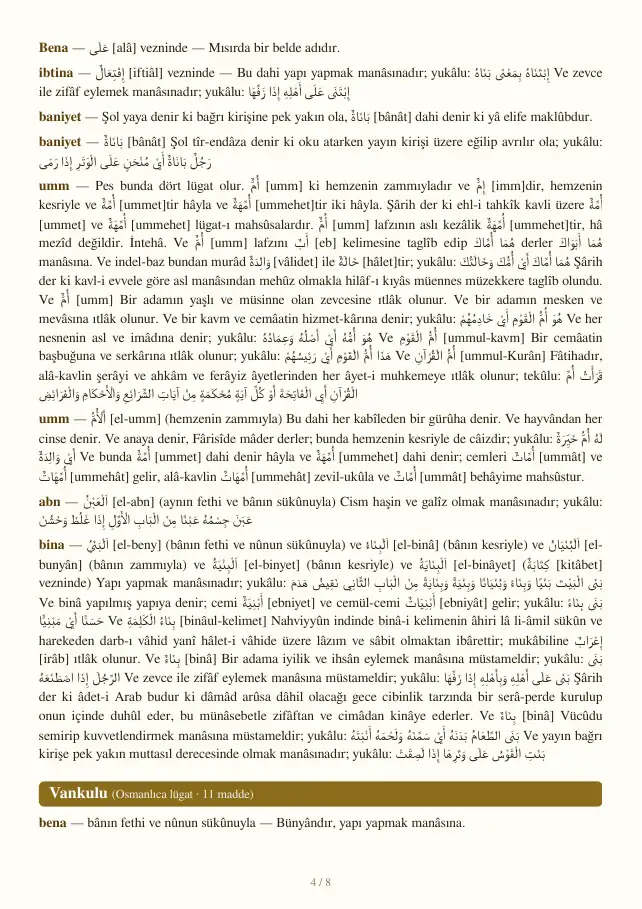 Bena — عَلَى [alâ] vezninde — Mısırda bir belde adıdır.
ibtina — اِفْتِعَالٌ [iftiâl] vezninde — Bu dahi yapı yapmak manâsınadır; yukâlu: اِبْتَنَاهُ بِمَعْنَى بَنَاهُ Ve zevce
ile zifâf eylemek manâsınadır; yukâlu: اِبْتَنَى عَلَى أَهْلِهِ إِذَا زَفَّهَا
baniyet — Şol yaya denir ki bağrı kirişine pek yakın ola, بَانَاةٌ [bânât] dahi denir ki yâ elife maklûbdur.
baniyet — بَانَاةٌ [bânât] Şol tîr-endâza denir ki oku atarken yayın kirişi üzere eğilip avrılır ola; yukâlu:
رَجُلٌ بَانَاةٌ أَيْ مُنْحَنٍ عَلَى الْوَتَرِ إِذَا رَمَى
umm — Pes bunda dört lügat olur. أُمٌّ [umm] ki hemzenin zammıyladır ve إِمٌّ [imm]dir, hemzenin
kesriyle ve أُمَّةٌ [ummet]tir hâyla ve أُمَّهَةٌ [ummehet]tir iki hâyla. Şârih der ki ehl-i tahkîk kavli üzere أُمَّةٌ
[ummet] ve أُمَّهَةٌ [ummehet] lügat-ı mahsûsalardır. أُمٌّ [umm] lafzının aslı kezâlik أُمَّهَةٌ [ummehet]tir, hâ
mezîd değildir. İntehâ. Ve أُمٌّ [umm] lafzını أَبٌ [eb] kelimesine taglîb edip هُمَا أُمَّاكَ derler هُمَا أَبَوَاكَ
manâsına. Ve indel-baz bundan murâd وَالِدَةٌ [vâlidet] ile خَالَةٌ [hâlet]tir; yukâlu: هُمَا أُمَّاكَ أَيْ أُمُّكَ وَخَالَتُكَ Şârih
der ki kavl-i evvele göre asl manâsından mehûz olmakla hilâf-ı kıyâs müennes müzekkere taglîb olundu.
Ve أُمٌّ [umm] Bir adamın yaşlı ve müsinne olan zevcesine ıtlâk olunur. Ve bir adamın mesken ve
mevâsına ıtlâk olunur. Ve bir kavm ve cemâatin hizmet-kârına denir; yukâlu: هُوَ أُمُّ الْقَوْمِ أَيْ خَادِمُهُمْ Ve her
nesnenin asl ve imâdına denir; yukâlu: هُوَ أُمُّهُ أَيْ أَصْلُهُ وَعِمَادُهُ Ve أُمُّ الْقَوْمِ [ummul-kavm] Bir cemâatin
başbuğuna ve serkârına ıtlâk olunur; yukâlu: هَذَا أُمُّ الْقَوْمِ أَيْ رَئِيسُهُمْ Ve أُمُّ الْقُرْآنِ [ummul-Kurân] Fâtihadır,
alâ-kavlin şerâyi ve ahkâm ve ferâyiz âyetlerinden her âyet-i muhkemeye ıtlâk olunur; tekûlu: قَرَأْتُ أُمَّ
الْقُرْآنِ أَيِ الْفَاتِحَةَ أَوْ كُلَّ آيَةٍ مُحْكَمَةٍ مِنْ آيَاتِ الشَّرَائِعِ وَالْأَحْكَامِ وَالْفَرَائِضِ
umm — اَلْأُمُّ [el-umm] (hemzenin zammıyla) Bu dahi her kabîleden bir gürûha denir. Ve hayvândan her
cinse denir. Ve anaya denir, Fârisîde mâder derler; bunda hemzenin kesriyle de câizdir; yukâlu: لَهُ أُمٌّ خَيِّرَةٌ
أَيْ وَالِدَةٌ Ve bunda أُمَّةٌ [ummet] dahi denir hâyla ve أُمَّهَةٌ [ummehet] dahi denir; cemleri أُمَّاتٌ [ummât] ve
أُمَّهَاتٌ [ummehât] gelir, alâ-kavlin أُمَّهَاتٌ [ummehât] zevil-ukûla ve أُمَّاتٌ [ummât] behâyime mahsûstur.
abn — اَلْعَبْنُ [el-abn] (aynın fethi ve bânın sükûnuyla) Cism haşin ve galîz olmak manâsınadır; yukâlu:
عَبَنَ جِسْمُهُ عَبْنًا مِنَ الْبَابِ الْأَوَّلِ إِذَا غَلُظَ وَخَشُنَ
bina — اَلْبَنْيُ [el-beny] (bânın fethi ve nûnun sükûnuyla) ve اَلْبِنَاءُ [el-binâ] (bânın kesriyle) ve اَلْبُنْيَانُ [el-
bunyân] (bânın zammıyla) ve اَلْبِنْيَةُ [el-binyet] (bânın kesriyle) ve اَلْبِنَايَةُ [el-binâyet] (كِتَابَةٌ [kitâbet]
vezninde) Yapı yapmak manâsınadır; yukâlu: بَنَى الْبَيْتَ بَنْيًا وَبِنَاءً وَبُنْيَانًا وَبِنْيَةً وَبِنَايَةً مِنَ الْبَابِ الثَّانِي نَقِيضُ هَدَمَ
Ve binâ yapılmış yapıya denir; cemi أَبْنِيَةٌ [ebniyet] ve cemül-cemi أَبْنِيَاتٌ [ebniyât] gelir; yukâlu: بَنَى بِنَاءً
حَسَنًا أَيْ مَبْنِيًّا Ve بِنَاءُ الْكَلِمَةِ [binâul-kelimet] Nahviyyûn indinde binâ-i kelimenin âhiri lâ li-âmil sükûn ve
harekeden darb-ı vâhid yanî hâlet-i vâhide üzere lâzım ve sâbit olmaktan ibârettir; mukâbiline إِعْرَابٌ
[irâb] ıtlâk olunur. Ve بِنَاءٌ [binâ] Bir adama iyilik ve ihsân eylemek manâsına müstameldir; yukâlu: بَنَى
الرَّجُلَ إِذَا اصْطَنَعَهُ Ve zevce ile zifâf eylemek manâsına müstameldir; yukâlu: بَنَى عَلَى أَهْلِهِ وَبِأَهْلِهِ إِذَا زَفَّهَا Şârih
der ki âdet-i Arab budur ki dâmâd arûsa dâhil olacağı gece cibinlik tarzında bir serâ-perde kurulup
onun içinde duhûl eder, bu münâsebetle zifâftan ve cimâdan kinâye ederler. Ve بِنَاءٌ [binâ] Vücûdu
semirip kuvvetlendirmek manâsına müstameldir; yukâlu: بَنَى الطَّعَامُ بَدَنَهُ أَيْ سَمَّنَهُ وَلَحْمَهُ أَنْبَتَهُ Ve yayın bağrı
kirişe pek yakın muttasıl derecesinde olmak manâsınadır; yukâlu: بَنَتِ الْقَوْسُ عَلَى وَتَرِهَا إِذَا لَصِقَتْ
Vankulu (Osmanlıca lügat · 11 madde)
bena — bânın fethi ve nûnun sükûnuyla — Bünyândır, yapı yapmak manâsına.
4 / 8